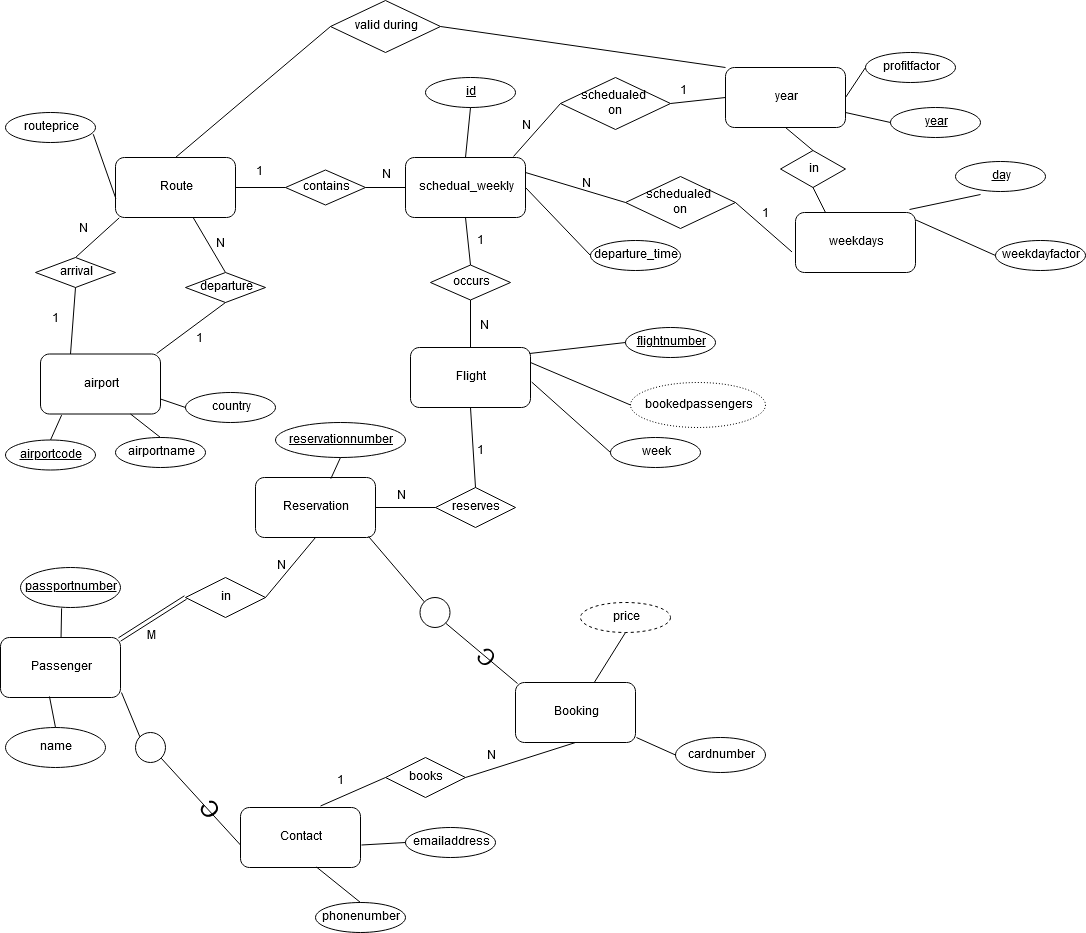 valid during
profitfactor
year
year
id
schedualed
on
1
N
routeprice
Route
1
contains
N
schedual_weekly
N
schedualed
on
1
in
day
weekdays
weekdayfactor
departure_time
N
arrival
1
N
departure
1
1
occurs
N
airport
country
airportcode
airportname
Flight
flightnumber
bookedpassengers
week
1
reservationnumber
Reservation
N
reserves
N
in
M
passportnumber
Passenger
name
price
Booking
cardnumber
N
books
1
Contact
emailaddress
phonenumber